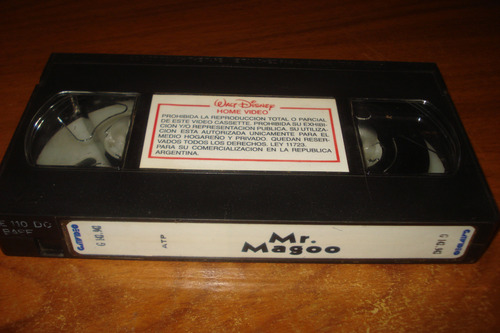 WALT DISNEY
HOME VIDEO
PROHIBIDA LA REPRODUCCION TOTAL O PARCIAL
DE ESTE VIDEO CASSETTE. PROHIBIDA SU EXHIBI-
CION Y/O REPRESENTACION PUBLICA. SU UTILIZA-
CION ESTA AUTORIZADA UNICAMENTE PARA EL
MEDIO HOGAREÑO Y PRIVADO. QUEDAN RESER-
VADOS TODOS LOS DERECHOS. LEY 11723.
PARA SU COMERCIALIZACION EN LA REPUBLICA
ARGENTINA.
ATP
Mr.
Magoo